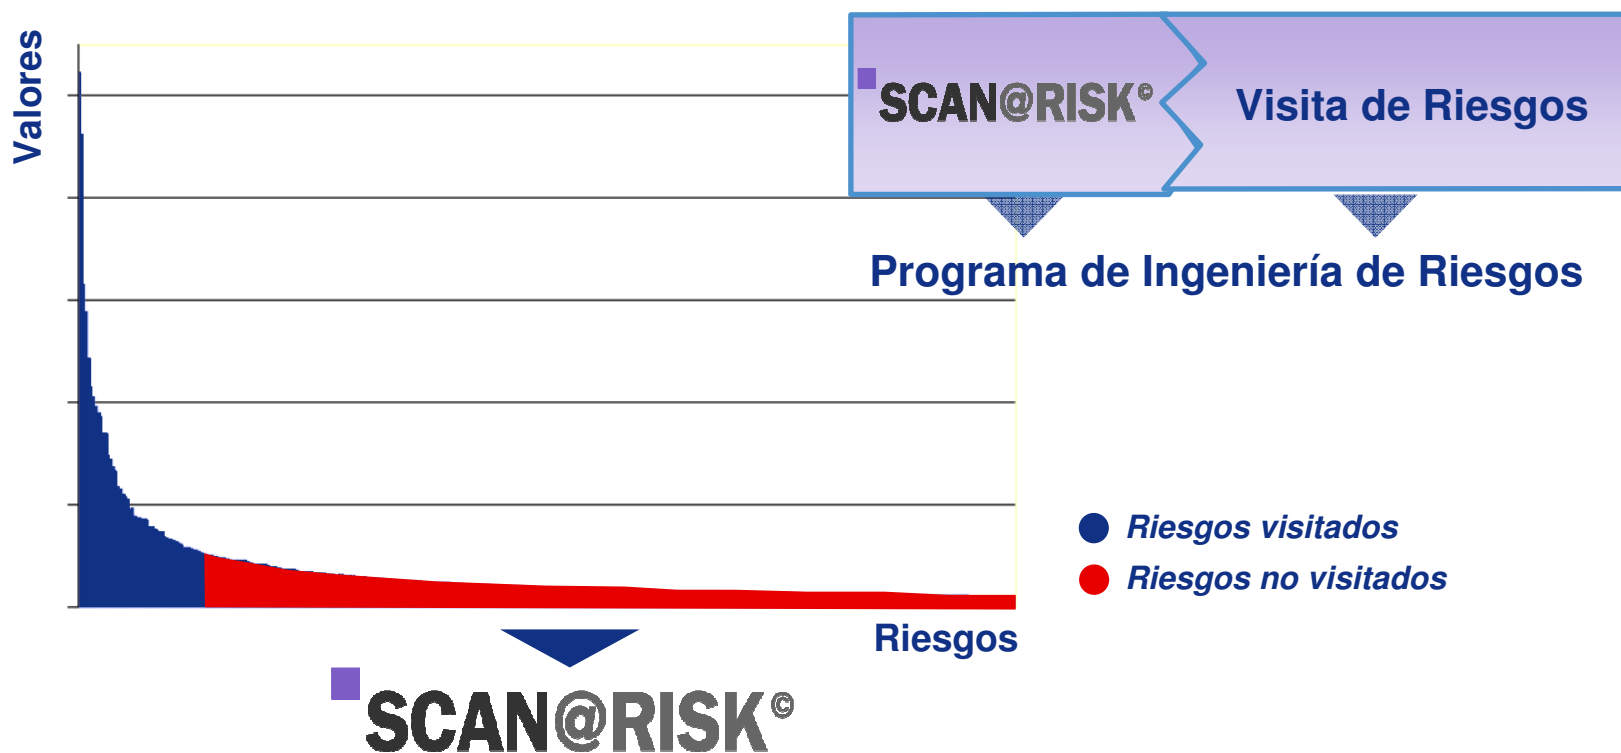 Valores
SCAN@RISK©
Visita de Riesgos
Programa de Ingeniería de Riesgos
Riesgos visitados
Riesgos no visitados
Riesgos
SCAN@RISK©